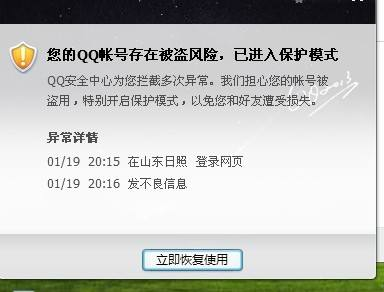 您的QQ帐号存在被盗风险，已进入保护模式
QQ安全中心为您拦截多次异常。我们担心您的帐号被
盗用，特别开启保护模式，以免您和好友遭受损失。
异常详情
01/19 20:15 在山东日照 登录网页
01/19 20:16 发不良信息
立即恢复使用